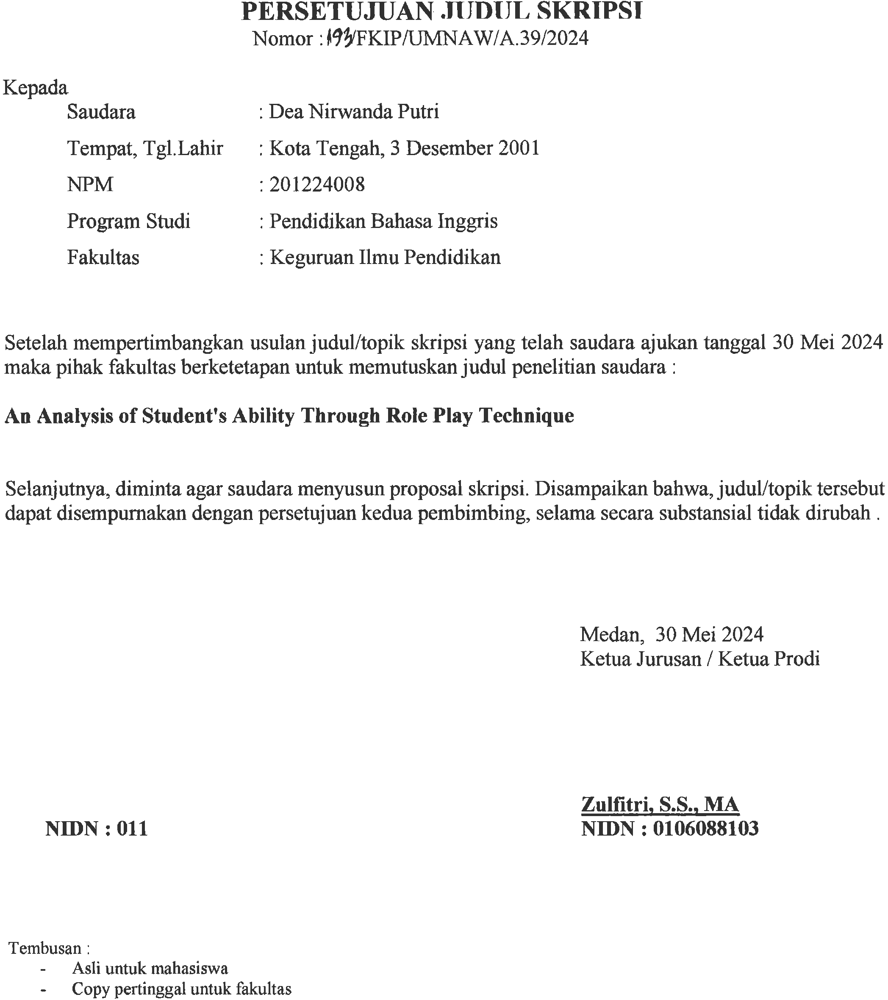 PERSETUJUAN JUDUL SKRIPSI
Nomor : 193/FKIP/UMNAW/A.39/2024
Kepada
Saudara : Dea Nirwanda Putri
Tempat, Tgl.Lahir : Kota Tengah, 3 Desember 2001
NPM : 201224008
Program Studi : Pendidikan Bahasa Inggris
Fakultas : Keguruan Ilmu Pendidikan
Setelah mempertimbangkan usulan judul/topik skripsi yang telah saudara ajukan tanggal 30 Mei 2024
maka pihak fakultas berketetapan untuk memutuskan judul penelitian saudara :
An Analysis of Student's Ability Through Role Play Technique
Selanjutnya, diminta agar saudara menyusun proposal skripsi. Disampaikan bahwa, judul/topik tersebut
dapat disempurnakan dengan persetujuan kedua pembimbing, selama secara substansial tidak dirubah .
Medan, 30 Mei 2024
Ketua Jurusan / Ketua Prodi
Zulfitri, S.S., MA
NIDN : 011 NIDN : 0106088103
Tembusan :
- Asli untuk mahasiswa
- Copy pertinggal untuk fakultas